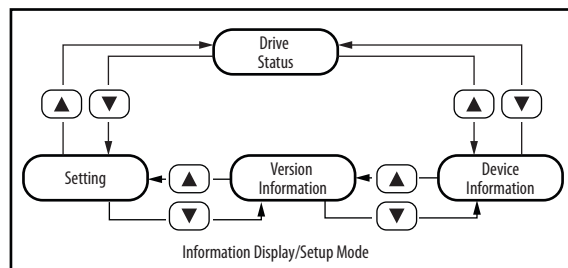 Drive
Status
▲ ▼ ▲ ▼
Setting
▲
▼
Version
Information
▲
▼
Device
Information
Information Display/Setup Mode